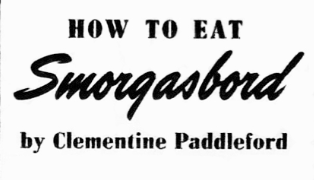 HOW TO EAT
Smorgasbord
by Clementine Paddleford